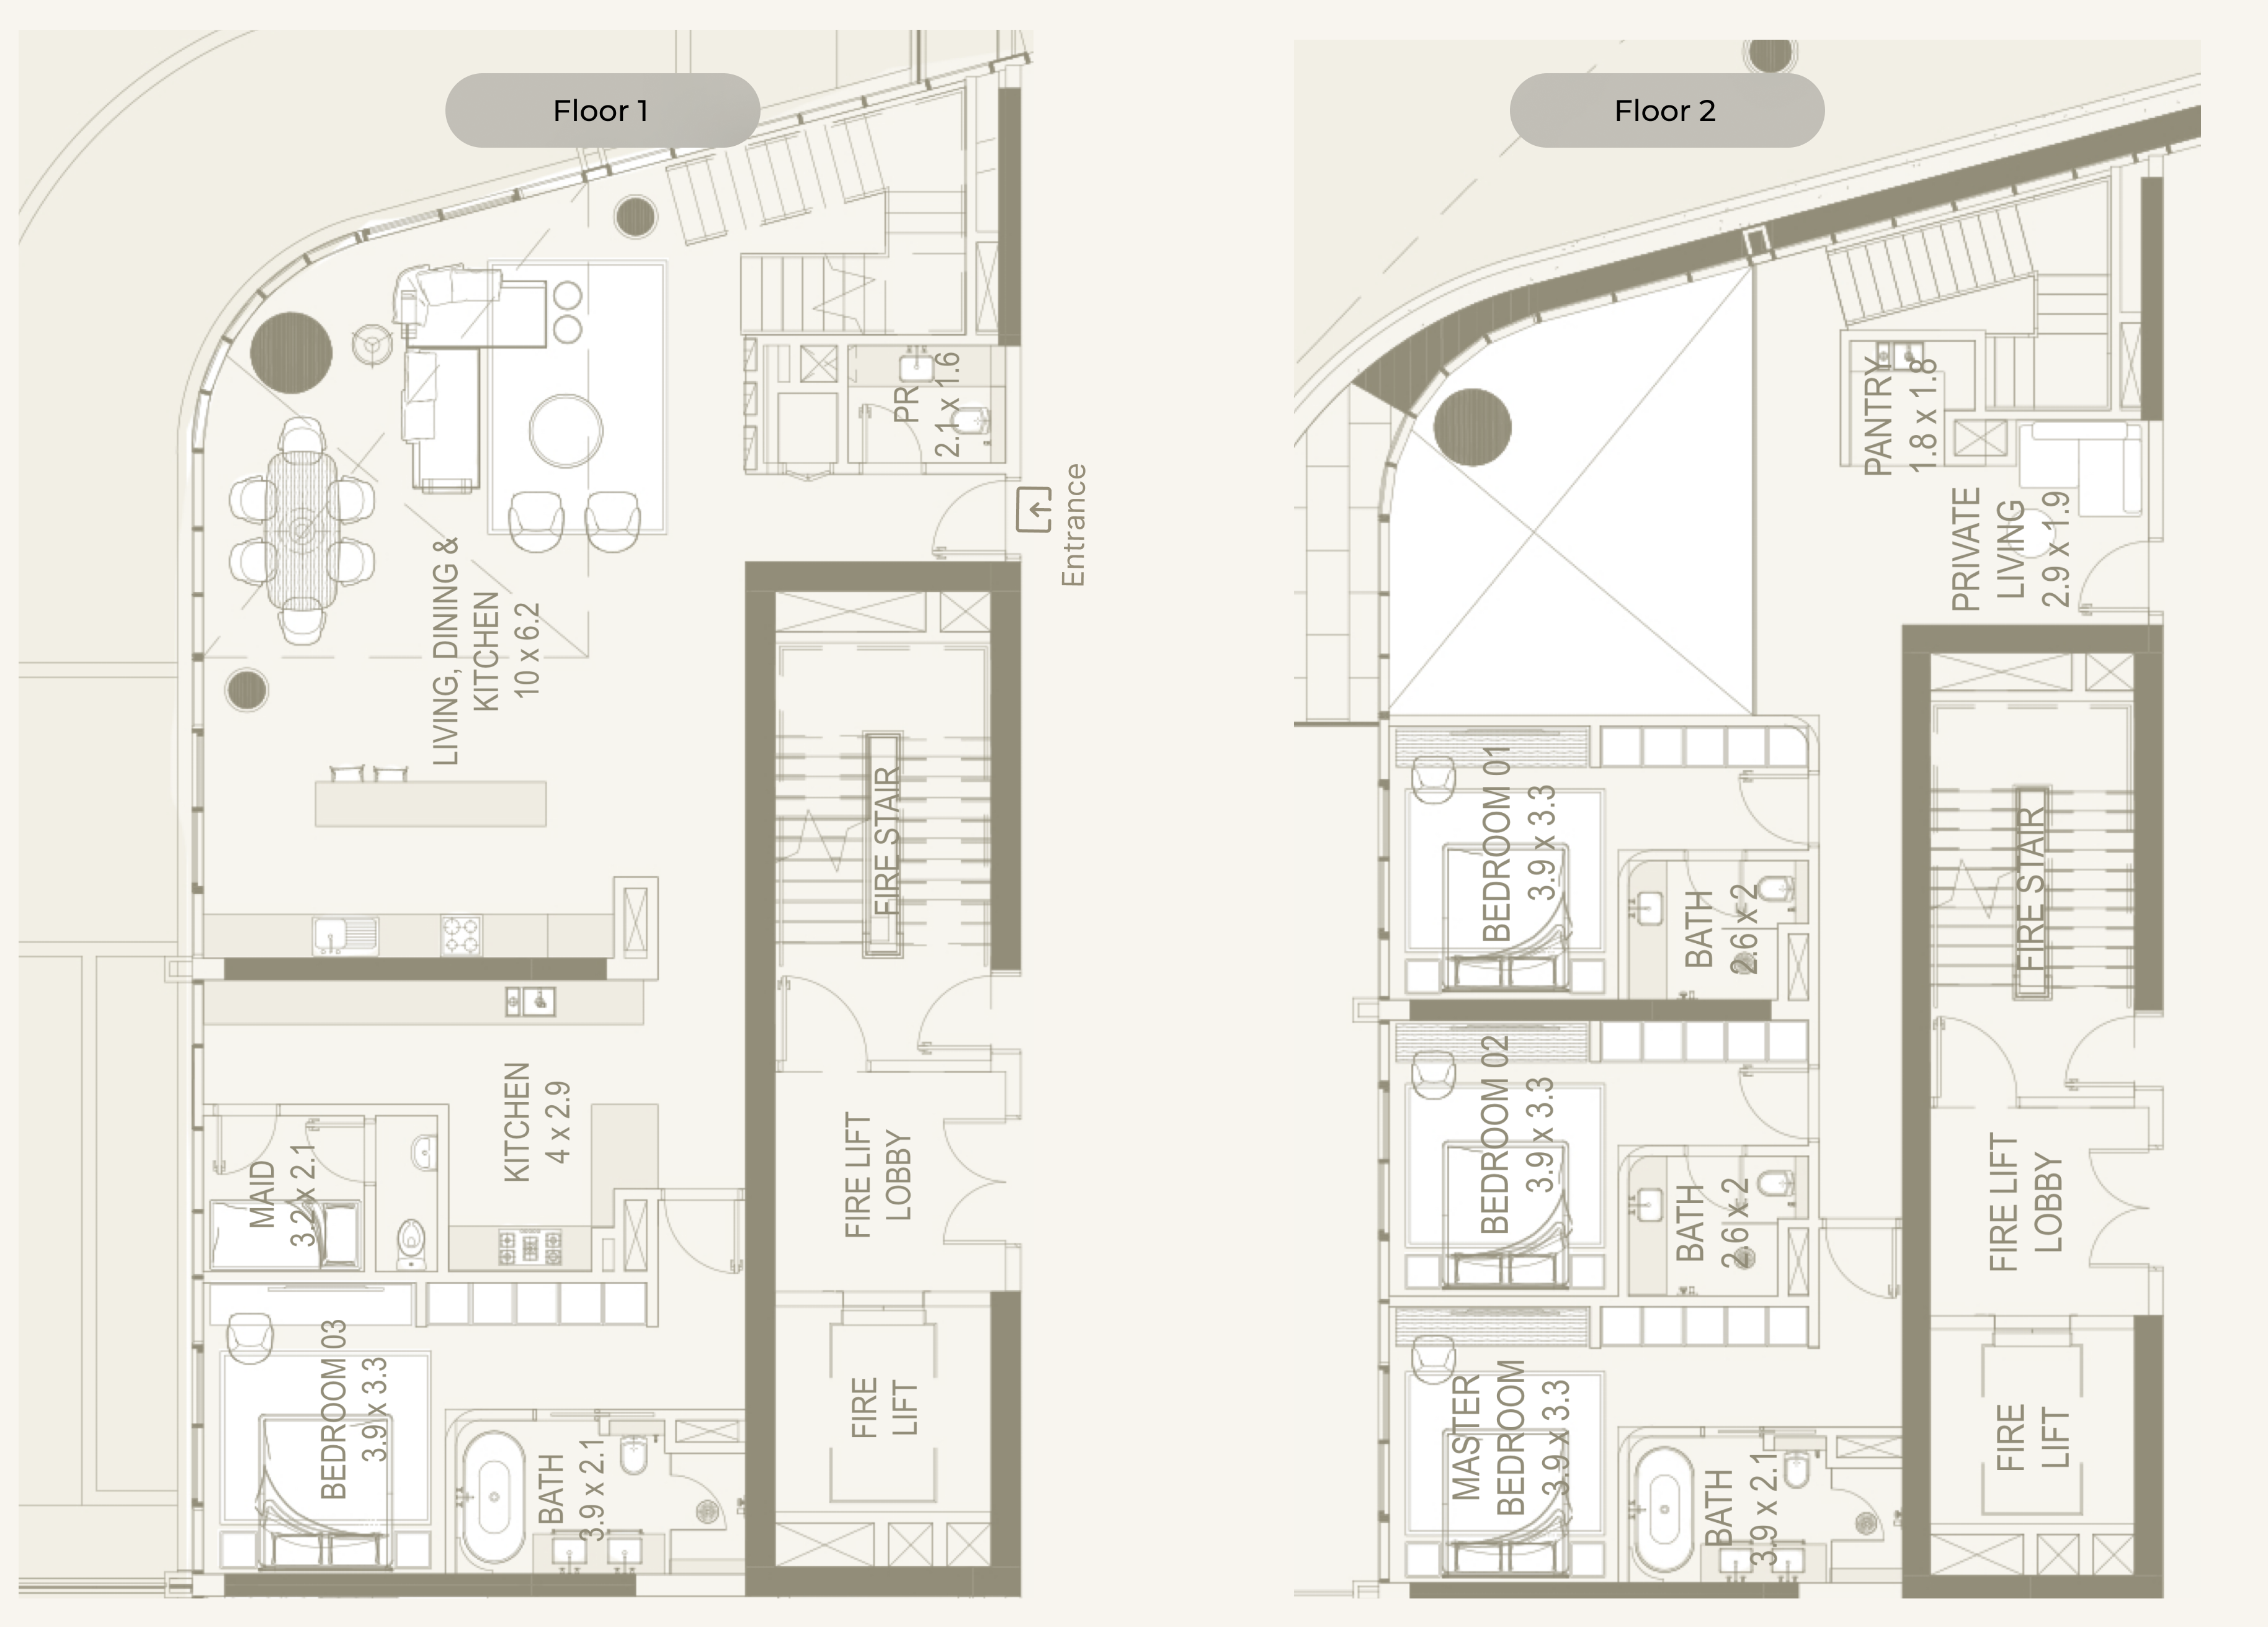 Floor 1
PR
2.1 x 1.6
Entrance
LIVING, DINING &
KITCHEN
10 x 6.2
FIRE STAIR
KITCHEN
4 x 2.9
MAID
3.2 x 2.1
FIRE LIFT
LOBBY
BEDROOM 03
3.9 x 3.3
BATH
3.9 x 2.1
FIRE
LIFT
Floor 2
PANTRY
1.8 x 1.8
PRIVATE
LIVING
2.9 x 1.9
BEDROOM 01
3.9 x 3.3
BATH
2.6 x 2
FIRE STAIR
BEDROOM 02
3.9 x 3.3
BATH
2.6 x 2
FIRE LIFT
LOBBY
MASTER
BEDROOM
3.9 x 3.3
BATH
3.9 x 2.1
FIRE
LIFT